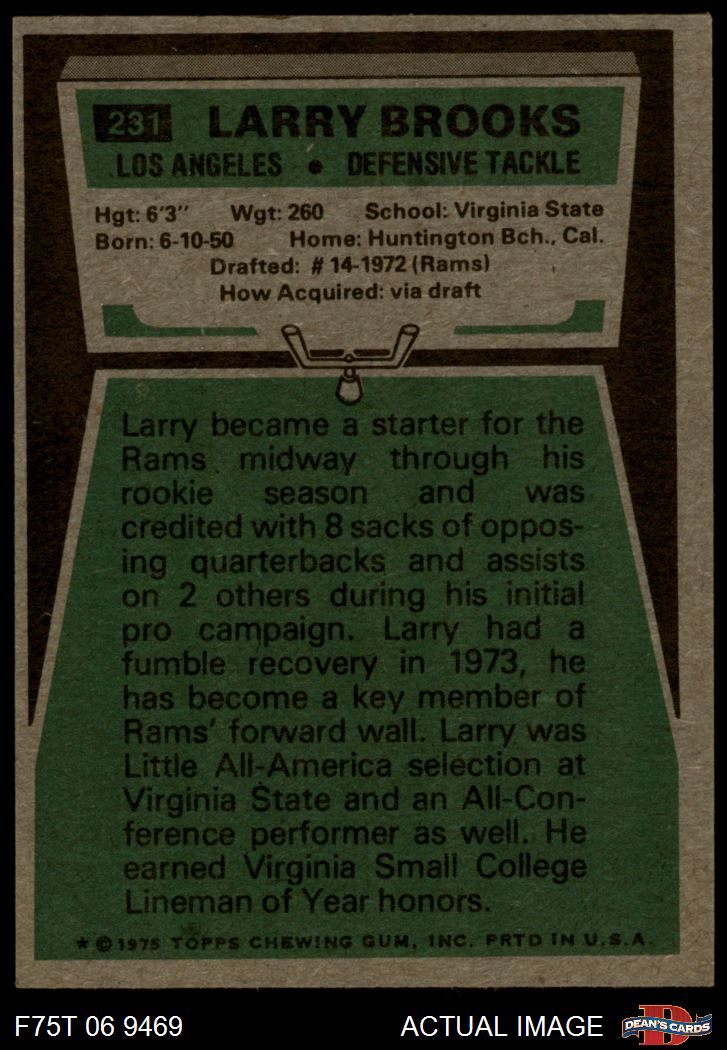 231 LARRY BROOKS
LOS ANGELES • DEFENSIVE TACKLE
Hgt: 6'3" Wgt: 260 School: Virginia State
Born: 6-10-50 Home: Huntington Bch., Cal.
Drafted: # 14-1972 (Rams)
How Acquired: via draft
Larry became a starter for the
Rams midway through his
rookie season and was
credited with 8 sacks of oppos-
ing quarterbacks and assists
on 2 others during his initial
pro campaign. Larry had a
fumble recovery in 1973, he
has become a key member of
Rams' forward wall. Larry was
Little All-America selection at
Virginia State and an All-Con-
ference performer as well. He
earned Virginia Small College
Lineman of Year honors.
★ © 1975 TOPPS CHEWING GUM, INC. PRTD IN U.S.A.
F75T 06 9469 ACTUAL IMAGE D DEAN'S CARDS